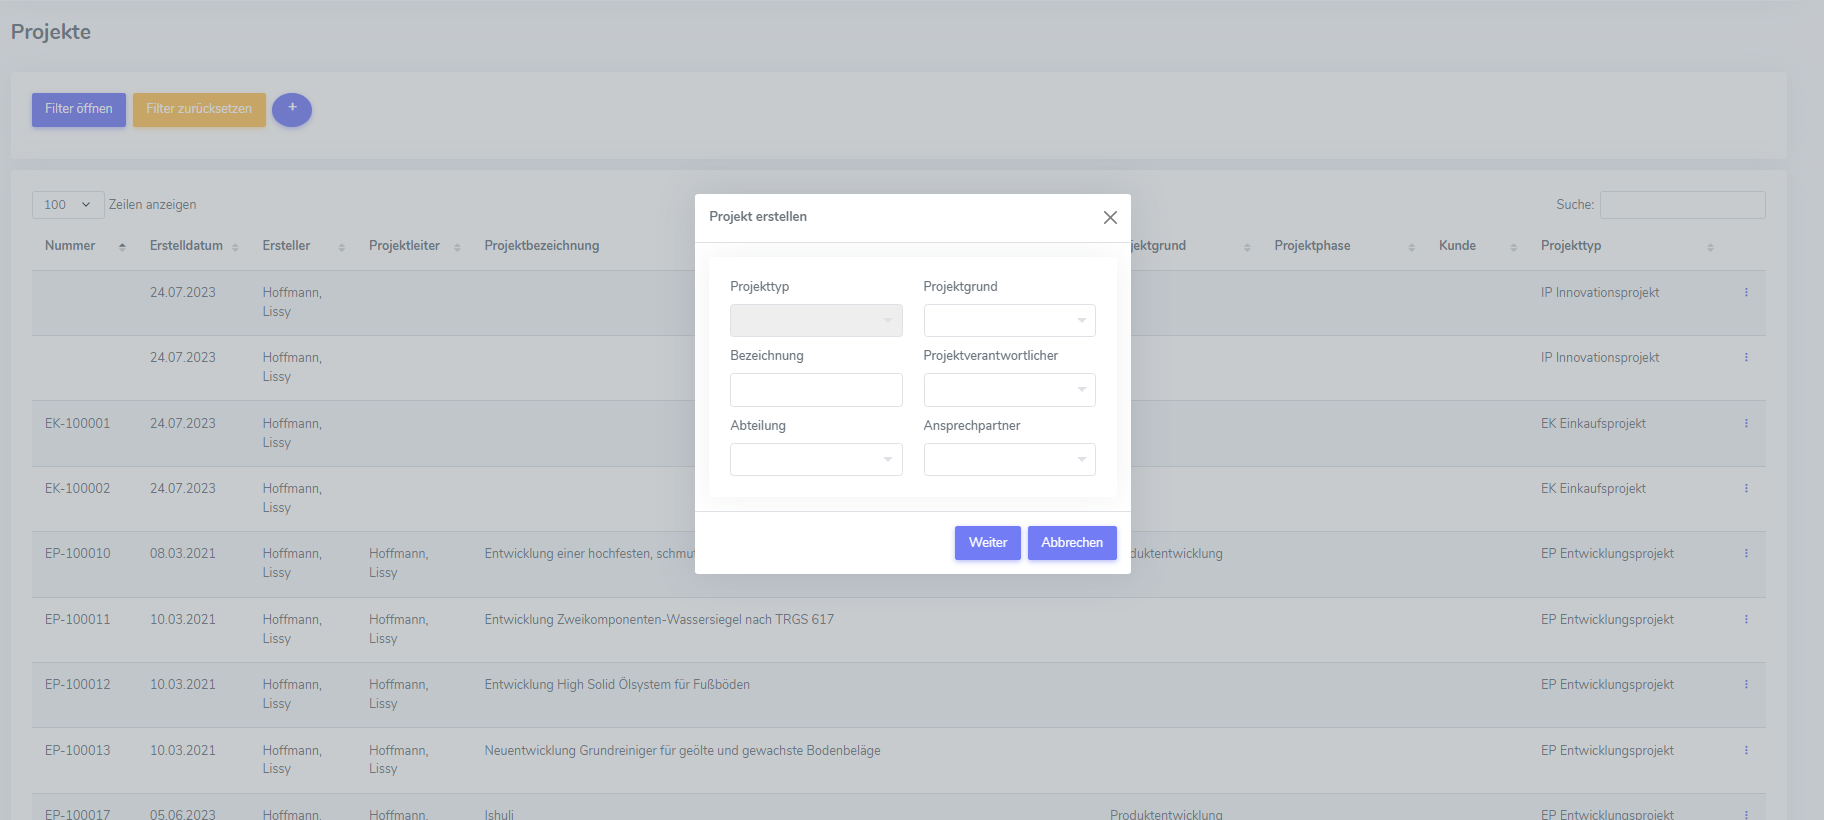 Projekte
Filter öffnen Filter zurücksetzen +
100 Zeilen anzeigen Suche:
Nummer Erstelldatum Ersteller Projektleiter Projektbezeichnung jektgrund Projektphase Kunde Projekttyp
24.07.2023 Hoffmann, IP Innovationsprojekt
Lissy
24.07.2023 Hoffmann, IP Innovationsprojekt
Lissy
EK-100001 24.07.2023 Hoffmann, EK Einkaufsprojekt
Lissy
EK-100002 24.07.2023 Hoffmann, EK Einkaufsprojekt
Lissy
EP-100010 08.03.2021 Hoffmann, Hoffmann, Entwicklung einer hochfesten, schmut duktentwicklung EP Entwicklungsprojekt
Lissy Lissy
EP-100011 10.03.2021 Hoffmann, Hoffmann, Entwicklung Zweikomponenten-Wassersiegel nach TRGS 617 EP Entwicklungsprojekt
Lissy Lissy
EP-100012 10.03.2021 Hoffmann, Hoffmann, Entwicklung High Solid Ölsystem für Fußböden EP Entwicklungsprojekt
Lissy Lissy
EP-100013 10.03.2021 Hoffmann, Hoffmann, Neuentwicklung Grundreiniger für geölte und gewachste Bodenbeläge EP Entwicklungsprojekt
Lissy Lissy
EP-100017 05.06.2023 Hoffmann, Hoffmann, Ishuli Produktentwicklung EP Entwicklungsprojekt
Projekt erstellen
Projekttyp Projektgrund
Bezeichnung Projektverantwortlicher
Abteilung Ansprechpartner
Weiter Abbrechen